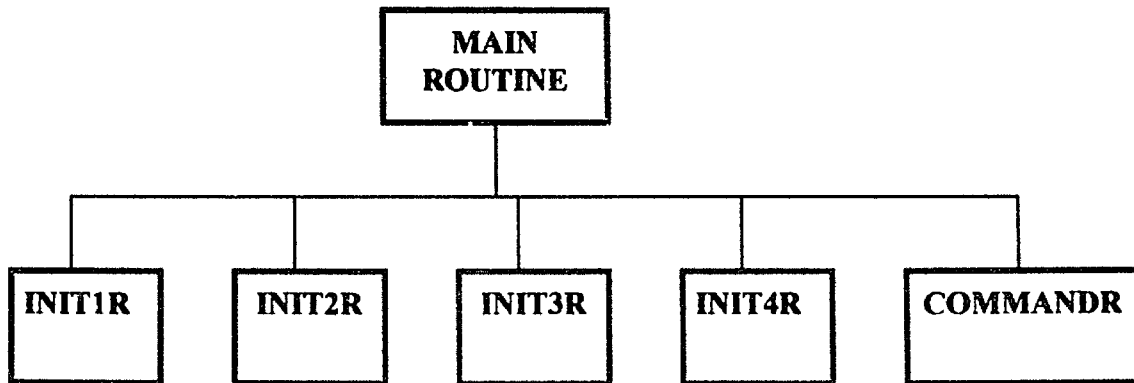 MAIN
ROUTINE
INIT1R
INIT2R
INIT3R
INIT4R
COMMANDR